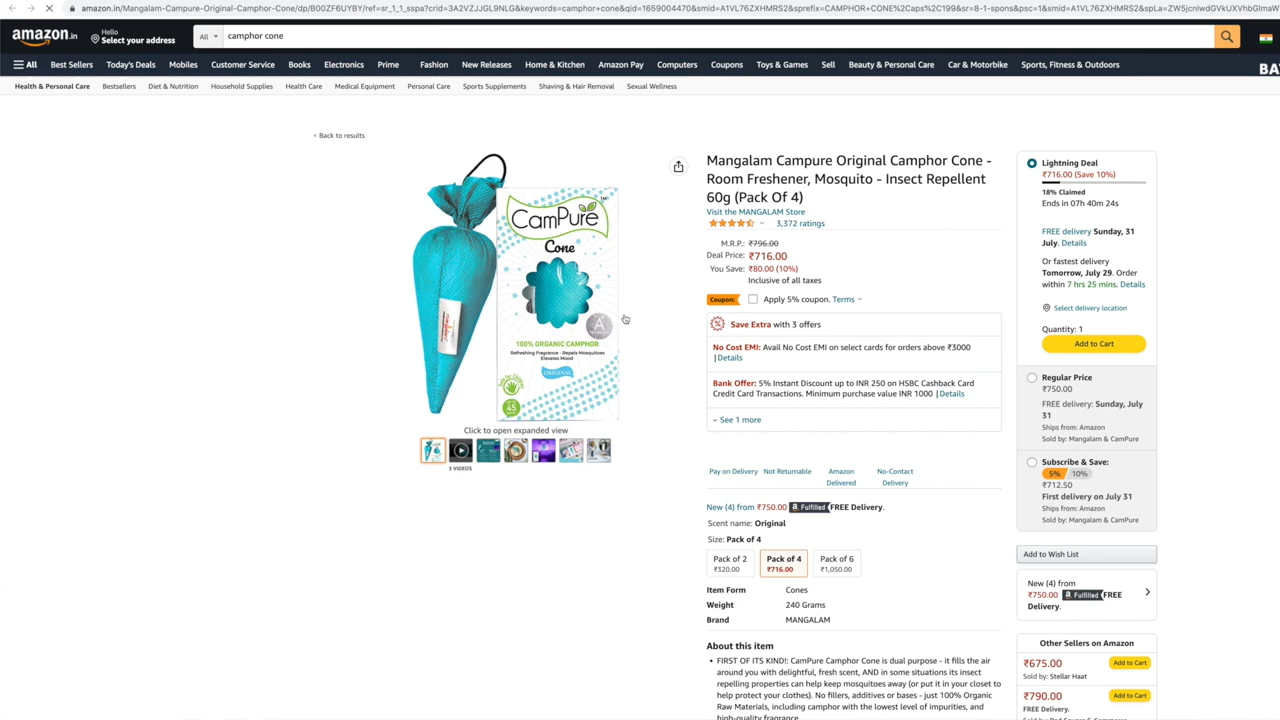 amazon.in/Mangalam-Campure-Original-Camphor-Cone/dp/B00ZF6UYBY/ref=sr_1_1_sspa?crid=3A2VZJJGL9NLG&keywords=camphor+cone&qid=1659004470&smid=A1VL76ZXHMRS2&sprefix=CAMPHOR+CONE%2Caps%2C199&sr=8-1-spons&psc=1&smid=A1VL76ZXHMRS2&spLa=
amazon.in
Hello
Select your address
All
camphor cone
All
Best Sellers
Today's Deals
Mobiles
Customer Service
Books
Electronics
Prime
Fashion
New Releases
Home & Kitchen
Amazon Pay
Computers
Coupons
Toys & Games
Sell
Beauty & Personal Care
Car & Motorbike
Sports, Fitness & Outdoors
BA
Health & Personal Care
Bestsellers
Diet & Nutrition
Household Supplies
Health Care
Medical Equipment
Personal Care
Sports Supplements
Shaving & Hair Removal
Sexual Wellness
‹ Back to results
CamPure
TM
Cone
A
100% ORGANIC CAMPHOR
Refreshing Fragrance · Repels Mosquitoes
Elevates Mood
ORIGINAL
45
Click to open expanded view
3 VIDEOS
Mangalam Campure Original Camphor Cone -
Room Freshener, Mosquito - Insect Repellent
60g (Pack Of 4)
Visit the MANGALAM Store
3,372 ratings
M.R.P.: ₹796.00
Deal Price: ₹716.00
You Save: ₹80.00 (10%)
Inclusive of all taxes
Coupon: Apply 5% coupon. Terms
Save Extra with 3 offers
No Cost EMI: Avail No Cost EMI on select cards for orders above ₹3000
| Details
Bank Offer: 5% Instant Discount up to INR 250 on HSBC Cashback Card
Credit Card Transactions. Minimum purchase value INR 1000 | Details
See 1 more
Pay on Delivery
Not Returnable
Amazon
Delivered
No-Contact
Delivery
New (4) from ₹750.00 a Fulfilled FREE Delivery.
Scent name: Original
Size: Pack of 4
Pack of 2
₹320.00
Pack of 4
₹716.00
Pack of 6
₹1,050.00
Item Form Cones
Weight 240 Grams
Brand MANGALAM
About this item
• FIRST OF ITS KIND!: CamPure Camphor Cone is dual purpose - it fills the air
around you with delightful, fresh scent, AND in some situations its insect
repelling properties can help keep mosquitoes away (or put it in your closet to
help protect your clothes). No fillers, additives or bases - just 100% Organic
Raw Materials, including camphor with the lowest level of impurities, and
high-quality fragrance.
Lightning Deal
₹716.00 (Save 10%)
18% Claimed
Ends in 07h 40m 24s
FREE delivery Sunday, 31
July. Details
Or fastest delivery
Tomorrow, July 29. Order
within 7 hrs 25 mins. Details
Select delivery location
Quantity: 1
Add to Cart
Regular Price
₹750.00
FREE delivery: Sunday, July
31
Ships from: Amazon
Sold by: Mangalam & CamPure
Subscribe & Save:
5% 10%
₹712.50
First delivery on July 31
Ships from: Amazon
Sold by: Mangalam & CamPure
Add to Wish List
New (4) from
₹750.00 a Fulfilled FREE
Delivery.
Other Sellers on Amazon
₹675.00
Add to Cart
Sold by: Stellar Haat
₹790.00
Add to Cart
FREE Delivery.